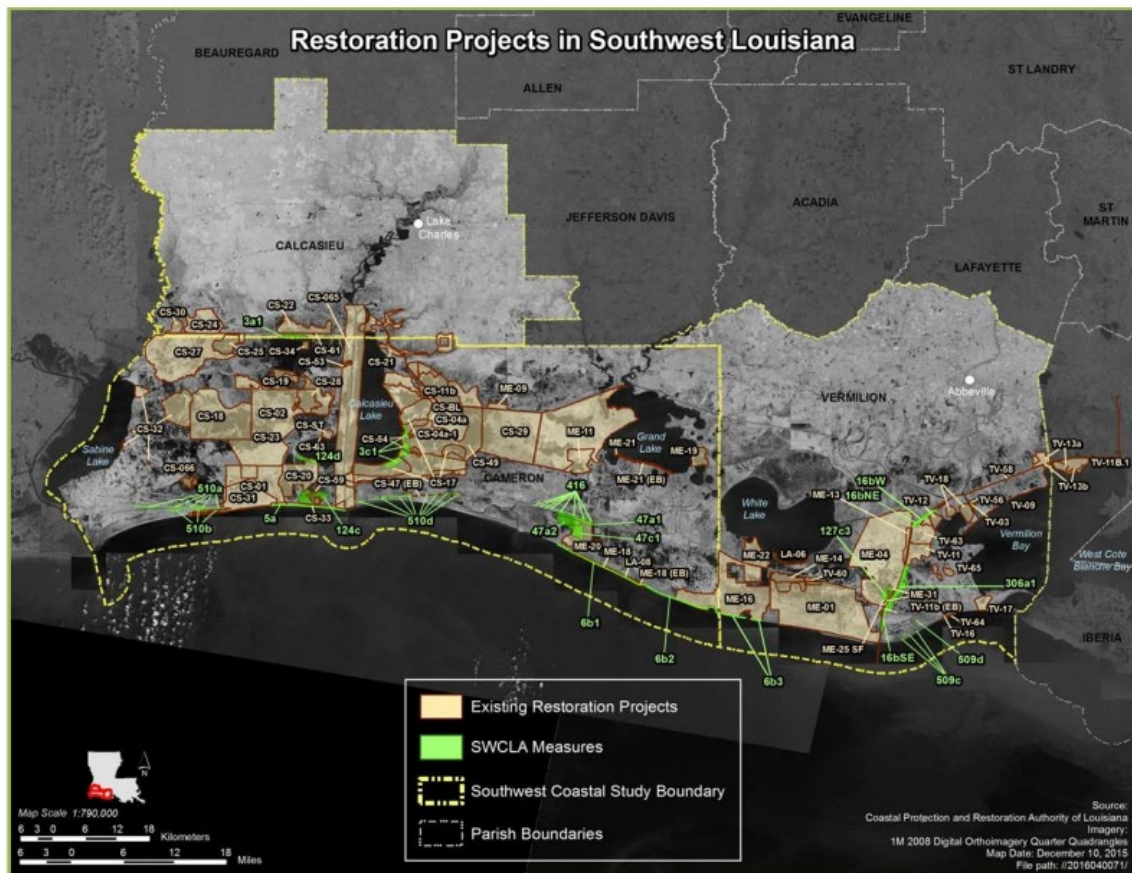 Restoration Projects in Southwest Louisiana
EVANGELINE
BEAUREGARD
ST LANDRY
ALLEN
JEFFERSON DAVIS
ACADIA
ST
MARTIN
Lake
Charles
CALCASIEU
LAFAYETTE
CS-065
CS-22
CS-30
CS-24
3a1
CS-27
CS-25
CS-34
CS-61
CS-53
CS-21
CS-19
CS-28
CS-11b
ME-09
Abbeville
VERMILION
Calcasieu
Lake
CS-18
CS-02
CS-BL
CS-04a
CS-32
CS-ST
CS-04a-1
CS-29
ME-11
Grand
Lake
ME-21
ME-19
CS-23
CS-63
CS-54
Sabine
Lake
124d
3c1
CS-49
ME-21 (EB)
TV-13a
TV-11B.1
TV-13b
CS-066
CS-20
CS-59
CS-47 (EB)
CS-17
CAMERON
16bW
16bNE
TV-18
TV-58
510a
CS-01
CS-31
416
ME-13
TV-12
TV-56
TV-09
510b
5a
CS-33
124c
510d
47a1
47a2
47c1
White
Lake
127c3
TV-03
TV-63
Vermilion
Bay
ME-20
ME-18
LA-08
ME-18 (EB)
ME-22
LA-06
ME-14
ME-04
TV-11
TV-65
West Cote
Blanche Bay
TV-60
306a1
ME-16
ME-01
ME-31
TV-11b (EB)
TV-17
TV-64
TV-16
IBERIA
6b1
6b2
6b3
ME-25 SF
16bSE
509d
509c
Existing Restoration Projects
SWCLA Measures
Southwest Coastal Study Boundary
Parish Boundaries
N
Map Scale 1:790,000
6 3 0 6 12 18
Kilometers
6 3 0 6 12 18
Miles
Source:
Coastal Protection and Restoration Authority of Louisiana
Imagery:
1M 2008 Digital Orthoimagery Quarter Quadrangles
Map Date: December 10, 2015
File path: //2016040071/